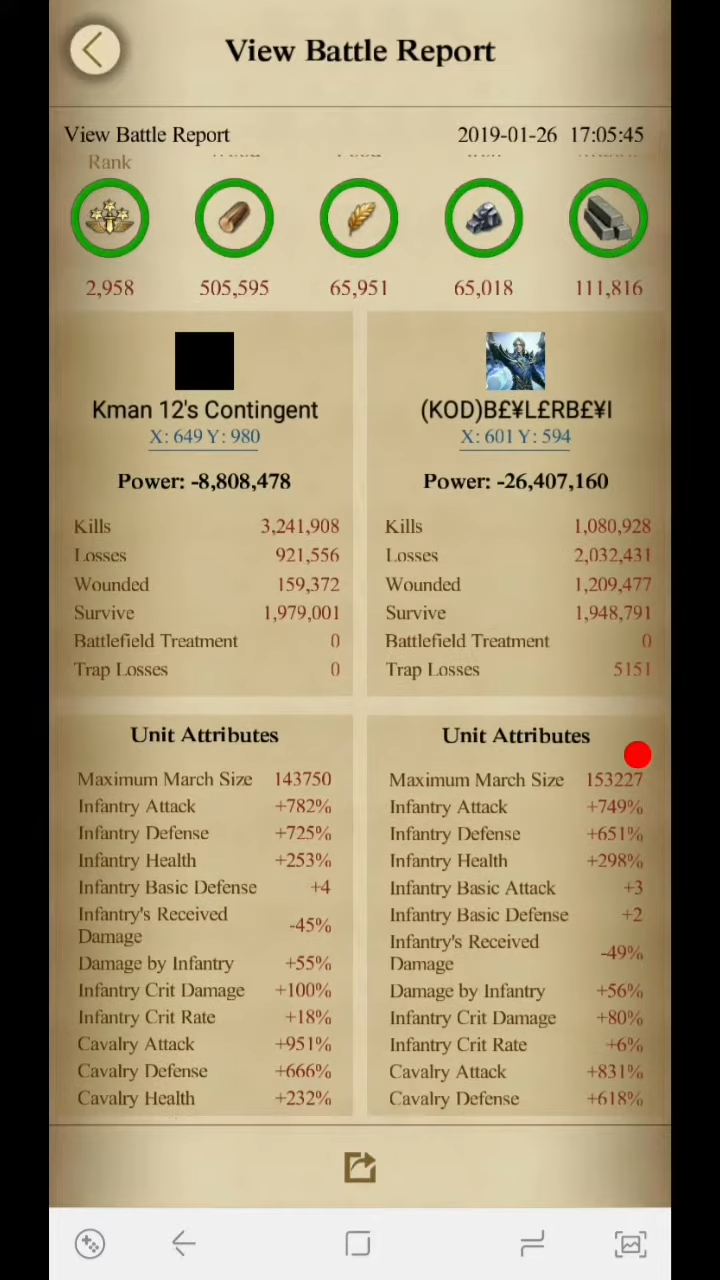 View Battle Report
View Battle Report 2019-01-26 17:05:45
Rank
2,958 505,595 65,951 65,018 111,816
Kman 12's Contingent (KOD)B£¥L£RB£¥I
X: 649 Y: 980 X: 601 Y: 594
Power: -8,808,478 Power: -26,407,160
Kills 3,241,908 Kills 1,080,928
Losses 921,556 Losses 2,032,431
Wounded 159,372 Wounded 1,209,477
Survive 1,979,001 Survive 1,948,791
Battlefield Treatment 0 Battlefield Treatment 0
Trap Losses 0 Trap Losses 5151
Unit Attributes
Maximum March Size 143750
Infantry Attack +782%
Infantry Defense +725%
Infantry Health +253%
Infantry Basic Defense +4
Infantry's Received
Damage -45%
Damage by Infantry +55%
Infantry Crit Damage +100%
Infantry Crit Rate +18%
Cavalry Attack +951%
Cavalry Defense +666%
Cavalry Health +232%
Unit Attributes
Maximum March Size 153227
Infantry Attack +749%
Infantry Defense +651%
Infantry Health +298%
Infantry Basic Attack +3
Infantry Basic Defense +2
Infantry's Received
Damage -49%
Damage by Infantry +56%
Infantry Crit Damage +80%
Infantry Crit Rate +6%
Cavalry Attack +831%
Cavalry Defense +618%